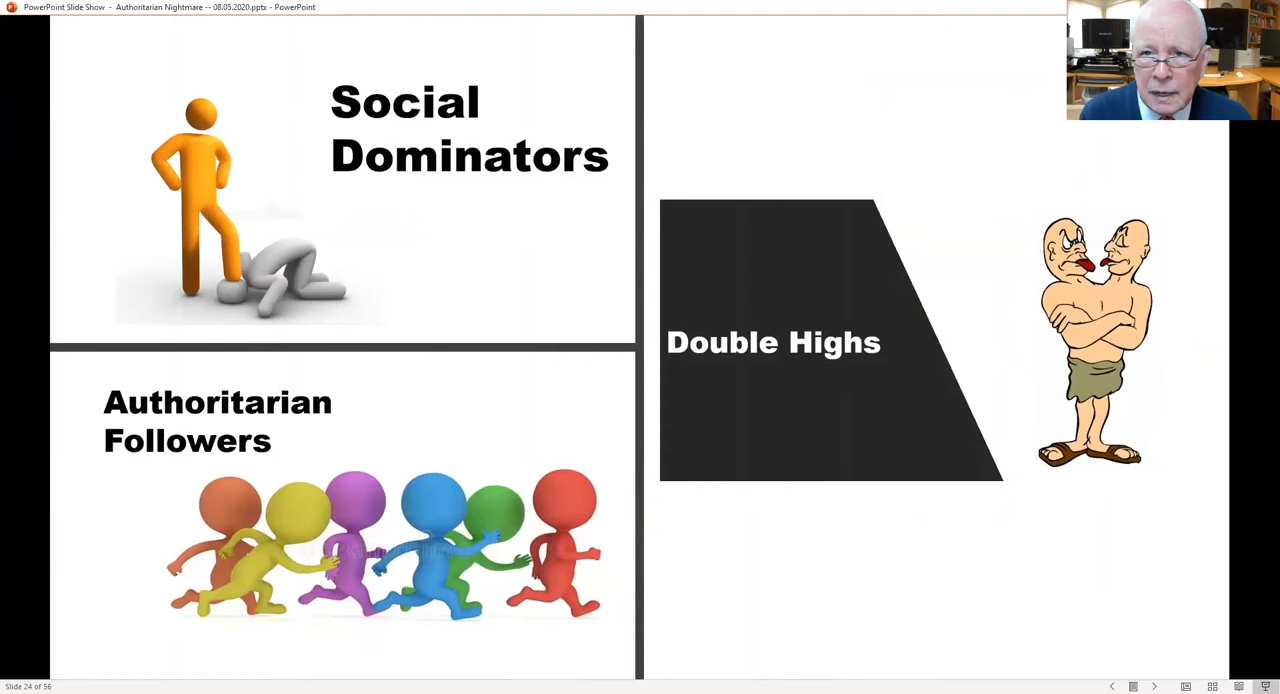 PowerPoint Slide Show - Authoritarian Nightmare -- 08.05.2020.pptx - PowerPoint
Social
Dominators
Double Highs
Authoritarian
Followers
Slide 24 of 56